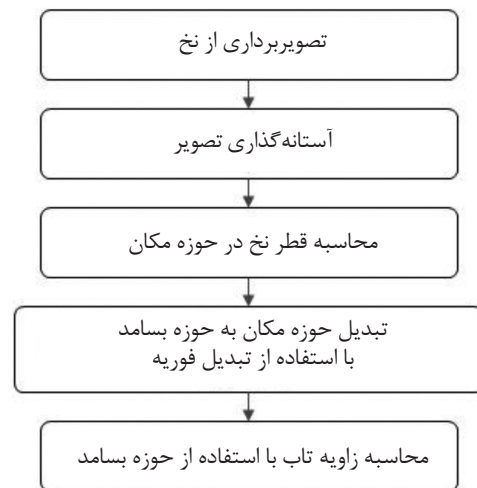 تصویربرداری از نخ
آستانه‌گذاری تصویر
محاسبه قطر نخ در حوزه مکان
تبدیل حوزه مکان به حوزه بسامد
با استفاده از تبدیل فوریه
محاسبه زاویه تاب با استفاده از حوزه بسامد